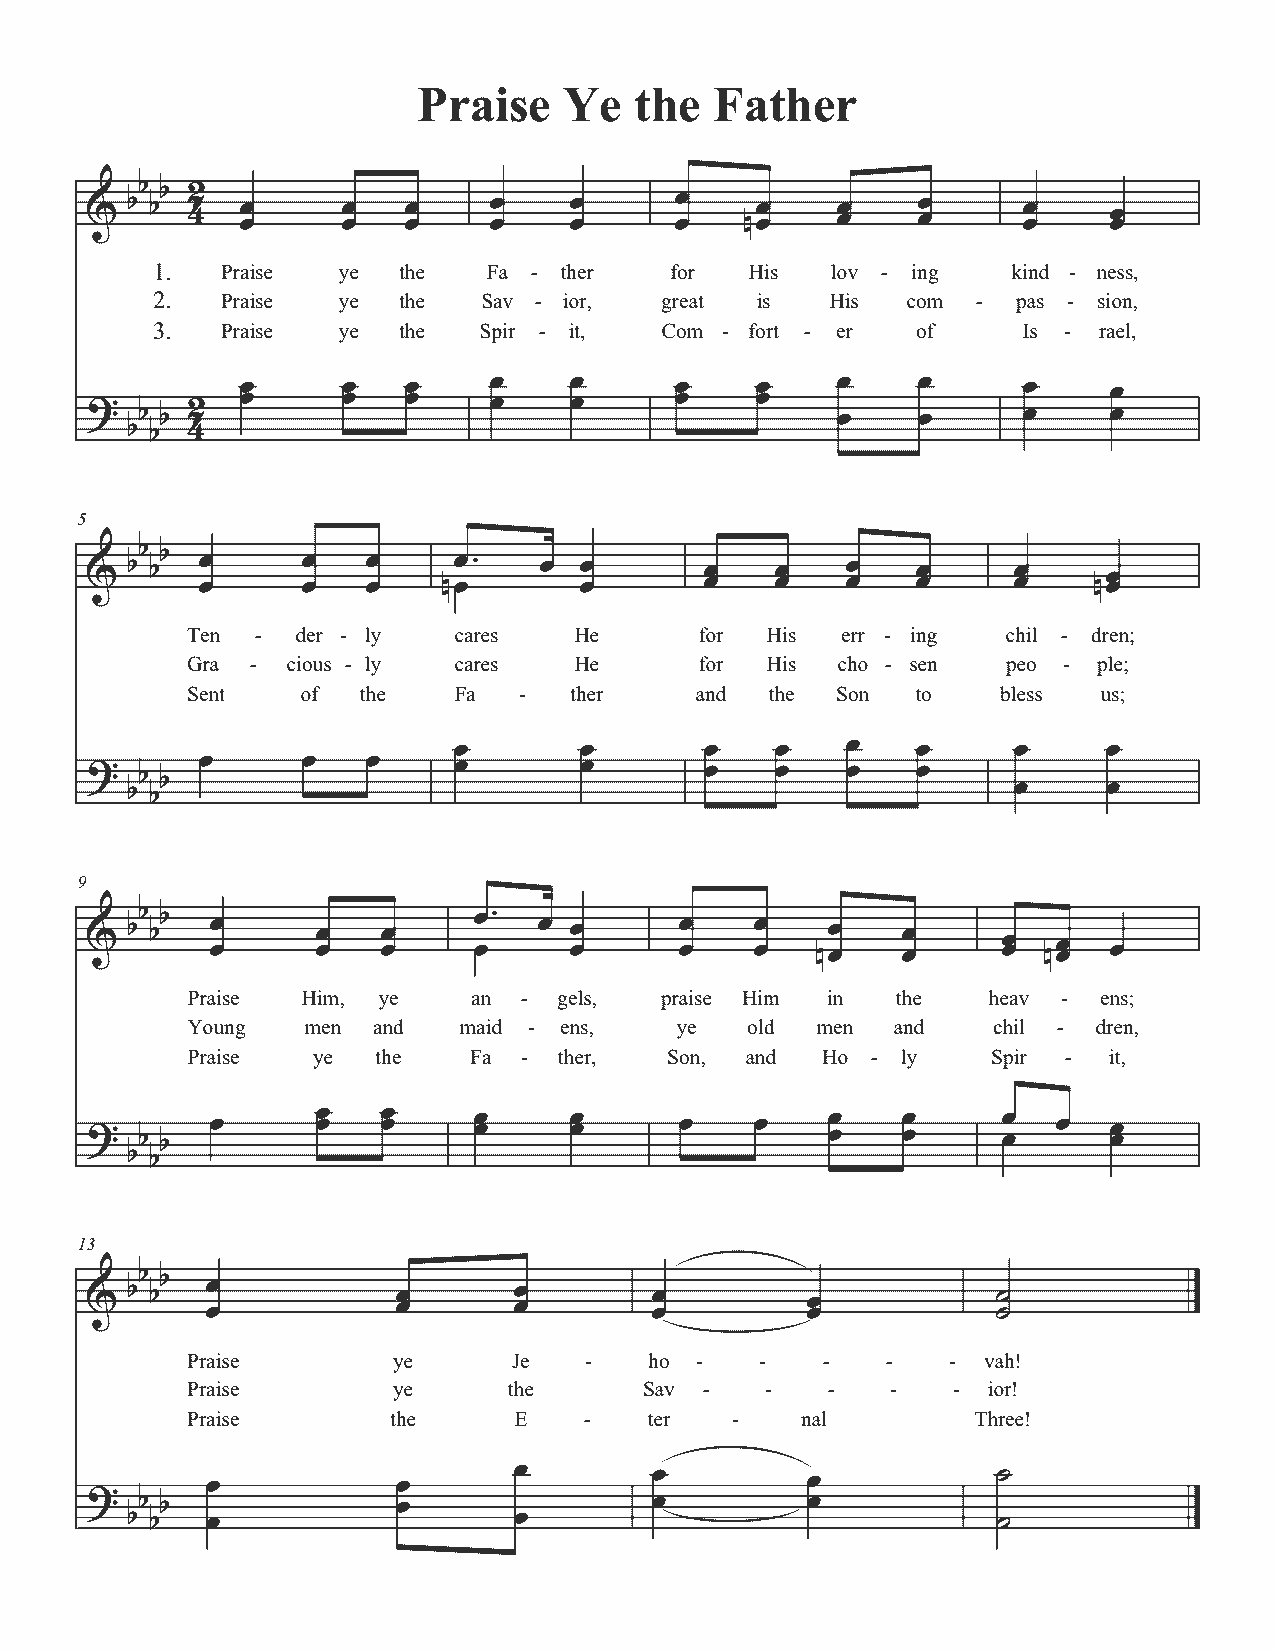 Praise Ye the Father
1. Praise ye the Fa - ther for His lov - ing kind - ness,
2. Praise ye the Sav - ior, great is His com - pas - sion,
3. Praise ye the Spir - it, Com - fort - er of Is - rael,
5
Ten - der - ly cares He for His err - ing chil - dren;
Gra - cious - ly cares He for His cho - sen peo - ple;
Sent of the Fa - ther and the Son to bless us;
9
Praise Him, ye an - gels, praise Him in the heav - ens;
Young men and maid - ens, ye old men and chil - dren,
Praise ye the Fa - ther, Son, and Ho - ly Spir - it,
13
Praise ye Je - ho - - - - - vah!
Praise ye the Sav - - - - - ior!
Praise the E - ter - nal Three!